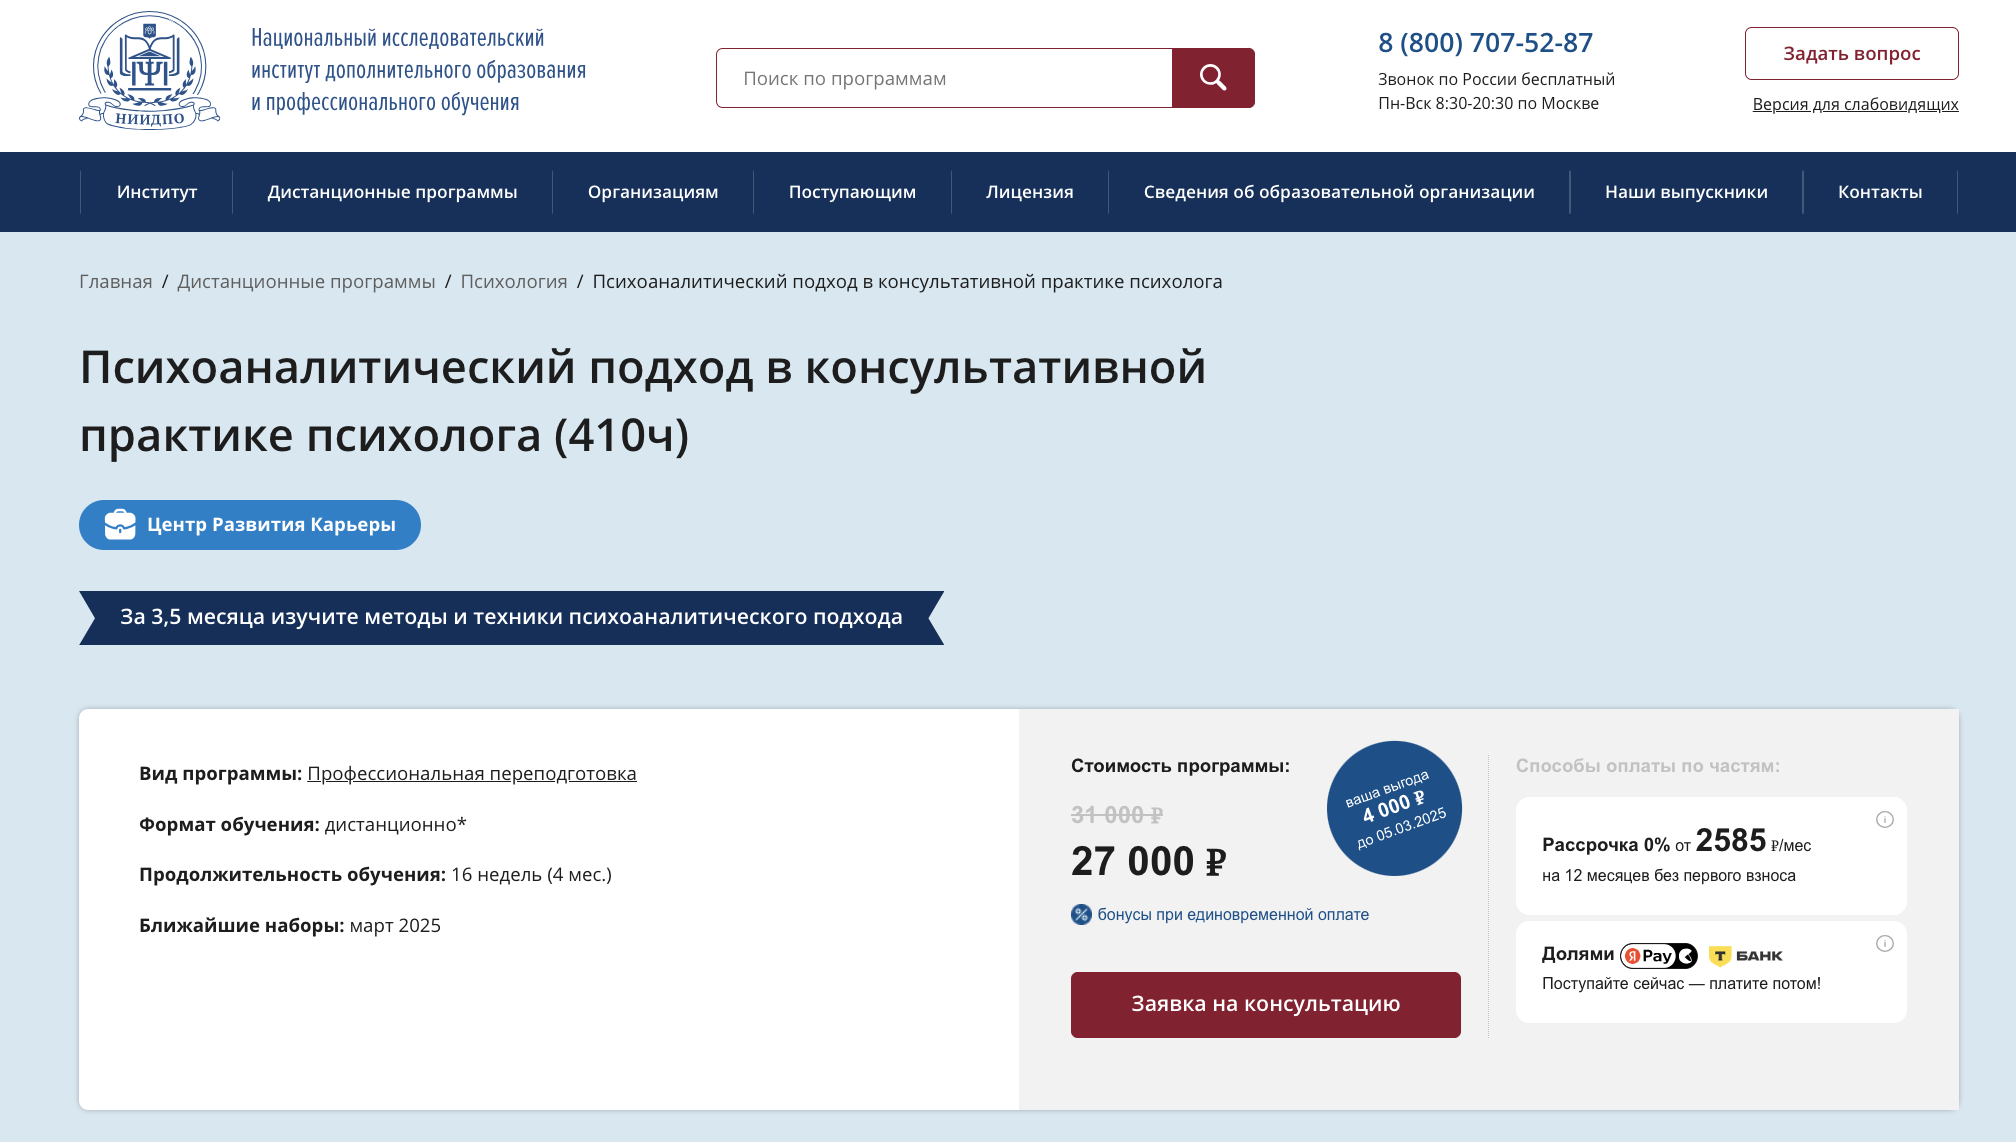 НИИДПО
Национальный исследовательский
институт дополнительного образования
и профессионального обучения
Поиск по программам
8 (800) 707-52-87
Звонок по России бесплатный
Пн-Вск 8:30-20:30 по Москве
Задать вопрос
Версия для слабовидящих
Институт
Дистанционные программы
Организациям
Поступающим
Лицензия
Сведения об образовательной организации
Наши выпускники
Контакты
Главная / Дистанционные программы / Психология / Психоаналитический подход в консультативной практике психолога
Психоаналитический подход в консультативной
практике психолога (410ч)
Центр Развития Карьеры
За 3,5 месяца изучите методы и техники психоаналитического подхода
Вид программы: Профессиональная переподготовка
Формат обучения: дистанционно*
Продолжительность обучения: 16 недель (4 мес.)
Ближайшие наборы: март 2025
Стоимость программы:
31 000 ₽
27 000 ₽
ваша выгода
4 000 ₽
до 05.03.2025
бонусы при единовременной оплате
Заявка на консультацию
Способы оплаты по частям:
Рассрочка 0% от 2585 ₽/мес
на 12 месяцев без первого взноса
Долями Я Pay Т БАНК
Поступайте сейчас — платите потом!